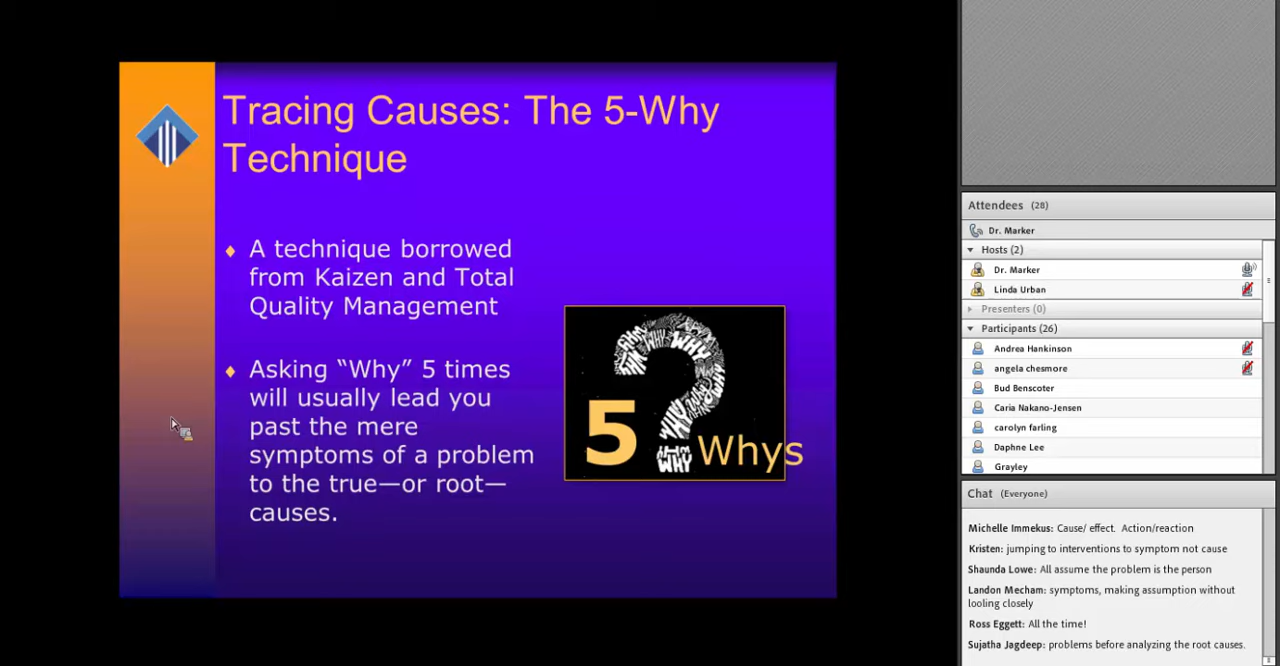 Tracing Causes: The 5-Why
Technique
♦ A technique borrowed
from Kaizen and Total
Quality Management
♦ Asking “Why” 5 times
will usually lead you
past the mere
symptoms of a problem
to the true—or root—
causes.
5 Whys
WHY
WHY
WHY
Attendees (28)
Dr. Marker
Hosts (2)
Dr. Marker
Linda Urban
Presenters (0)
Participants (26)
Andrea Hankinson
angela chesmore
Bud Benscoter
Caria Nakano-Jensen
carolyn farling
Daphne Lee
Grayley
Chat (Everyone)
Michelle Immekus: Cause/ effect. Action/reaction
Kristen: jumping to interventions to symptom not cause
Shaunda Lowe: All assume the problem is the person
Landon Mecham: symptoms, making assumption without
looling closely
Ross Eggett: All the time!
Sujatha Jagdeep: problems before analyzing the root causes.